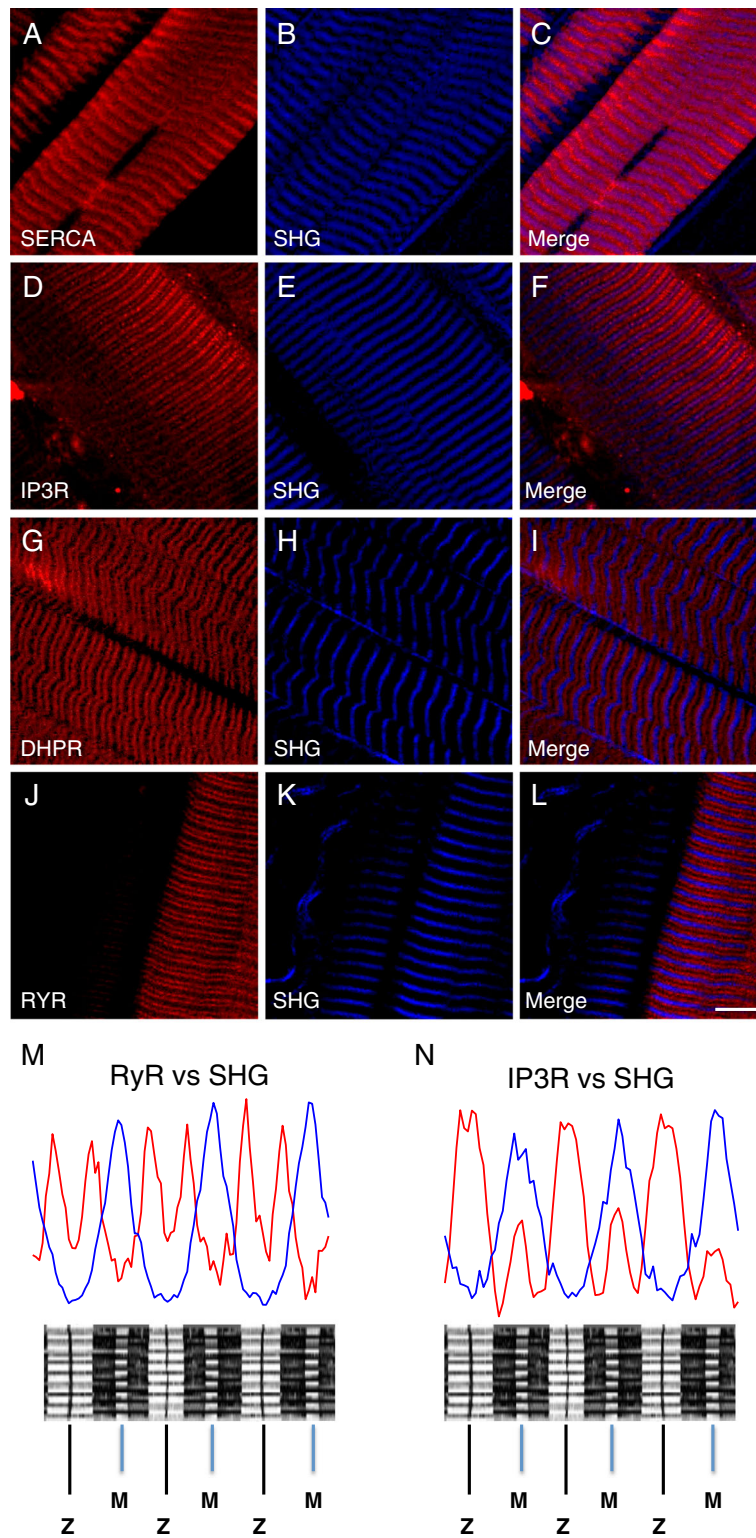 A
B
C
SERCA
SHG
Merge
D
E
F
IP3R
SHG
Merge
G
H
I
DHPR
SHG
Merge
J
K
L
RYR
SHG
Merge
M
RyR vs SHG
N
IP3R vs SHG
M M M
Z Z Z
M M M
Z Z Z